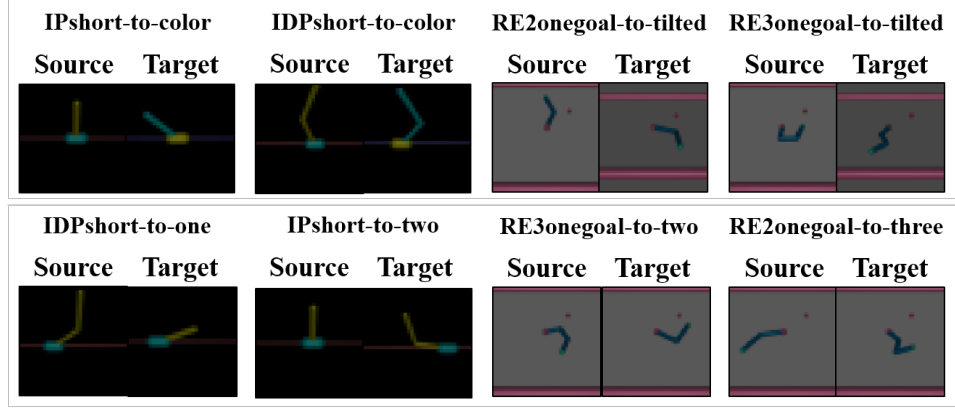 IPshort-to-color IDPshort-to-color RE2onegoal-to-tilted RE3onegoal-to-tilted
Source Target Source Target Source Target Source Target
IDPshort-to-one IPshort-to-two RE3onegoal-to-two RE2onegoal-to-three
Source Target Source Target Source Target Source Target